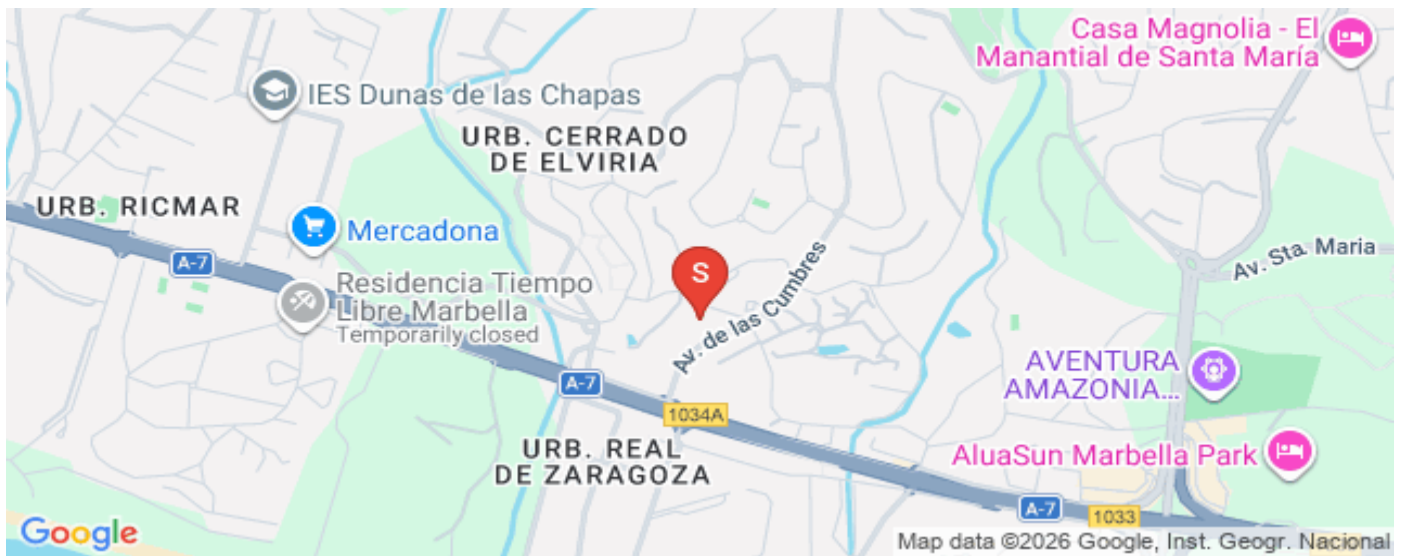 Casa Magnolia - El
Manantial de Santa María
IES Dunas de las Chapas
URB. CERRADO
DE ELVIRIA
URB. RICMAR
Mercadona
A-7
Av. Sta. Maria
S
Residencia Tiempo
Libre Marbella
Temporarily closed
Av. de las Cumbres
AVENTURA
AMAZONIA...
A-7
1034A
URB. REAL
DE ZARAGOZA
AluaSun Marbella Park
A-7
1033
Google
Map data ©2026 Google, Inst. Geogr. Nacional